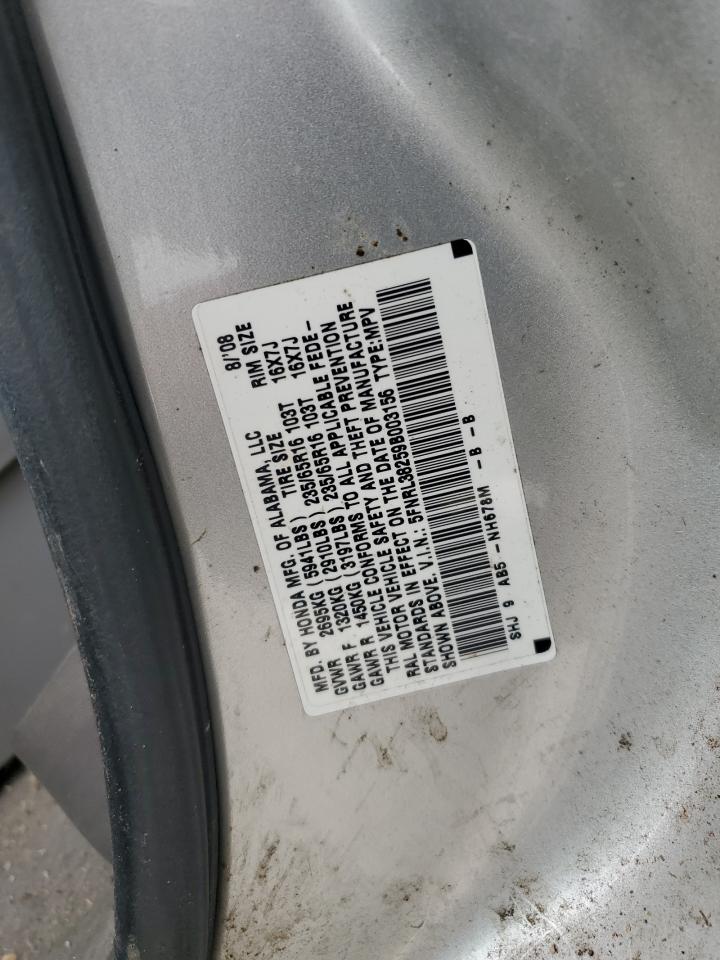 MFD. BY HONDA MFG. OF ALABAMA, LLC 8/'08
GVWR 2695KG (5941LBS) TIRE SIZE RIM SIZE
GAWR F 1320KG (2910LBS) 235/65R16 103T 16X7J
GAWR R 1450KG (3197LBS) 235/65R16 103T 16X7J
THIS VEHICLE CONFORMS TO ALL APPLICABLE FEDE-
RAL MOTOR VEHICLE SAFETY AND THEFT PREVENTION
STANDARDS IN EFFECT ON THE DATE OF MANUFACTURE
SHOWN ABOVE. V.I.N.: 5FNRL38259B003156 TYPE:MPV
SHJ 9 AB5 - NH678M - B - B